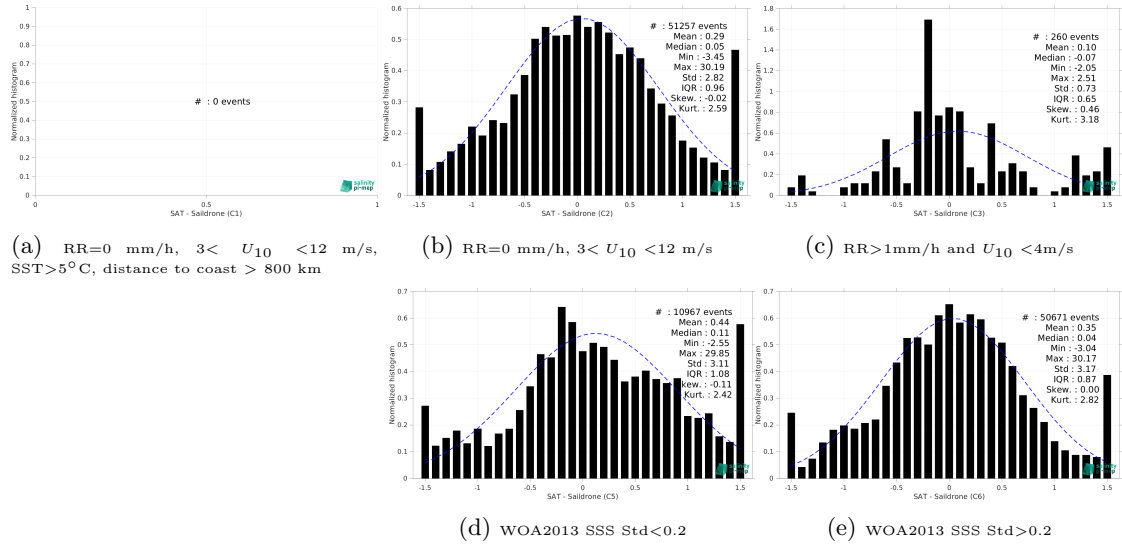 1
0.9
0.8
0.7
0.6
0.5
0.4
0.3
0.2
0.1
0
Normalized histogram
# : 0 events
salinity
pi-mep
0 0.5 1
SAT - Saildrone (C1)
(a) RR=0 mm/h, 3< U10 <12 m/s,
SST>5°C, distance to coast > 800 km
0.6
0.5
0.4
0.3
0.2
0.1
0
Normalized histogram
# : 51257 events
Mean : 0.29
Median : 0.05
Min : -3.45
Max : 30.19
Std : 2.82
IQR : 0.96
Skew. : -0.02
Kurt. : 2.59
-1.5 -1 -0.5 0 0.5 1 1.5
SAT - Saildrone (C2)
(b) RR=0 mm/h, 3< U10 <12 m/s
1.8
1.6
1.4
1.2
1
0.8
0.6
0.4
0.2
0
Normalized histogram
# : 260 events
Mean : 0.10
Median : -0.07
Min : -2.05
Max : 2.51
Std : 0.73
IQR : 0.65
Skew. : 0.46
Kurt. : 3.18
-1.5 -1 -0.5 0 0.5 1 1.5
SAT - Saildrone (C3)
(c) RR>1mm/h and U10 <4m/s
0.7
0.6
0.5
0.4
0.3
0.2
0.1
0
Normalized histogram
# : 10967 events
Mean : 0.44
Median : 0.11
Min : -2.55
Max : 29.85
Std : 3.11
IQR : 1.08
Skew. : -0.11
Kurt. : 2.42
-1.5 -1 -0.5 0 0.5 1 1.5
SAT - Saildrone (C5)
(d) WOA2013 SSS Std<0.2
0.7
0.6
0.5
0.4
0.3
0.2
0.1
0
Normalized histogram
# : 50671 events
Mean : 0.35
Median : 0.04
Min : -3.04
Max : 30.17
Std : 3.17
IQR : 0.87
Skew. : 0.00
Kurt. : 2.82
-1.5 -1 -0.5 0 0.5 1 1.5
SAT - Saildrone (C6)
(e) WOA2013 SSS Std>0.2